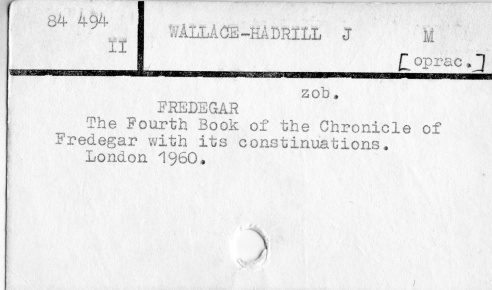 84 494
II
WALLACE-HADRILL J M
[oprac.]
zob.
FREDEGAR
The Fourth Book of the Chronicle of
Fredegar with its constinuations.
London 1960.